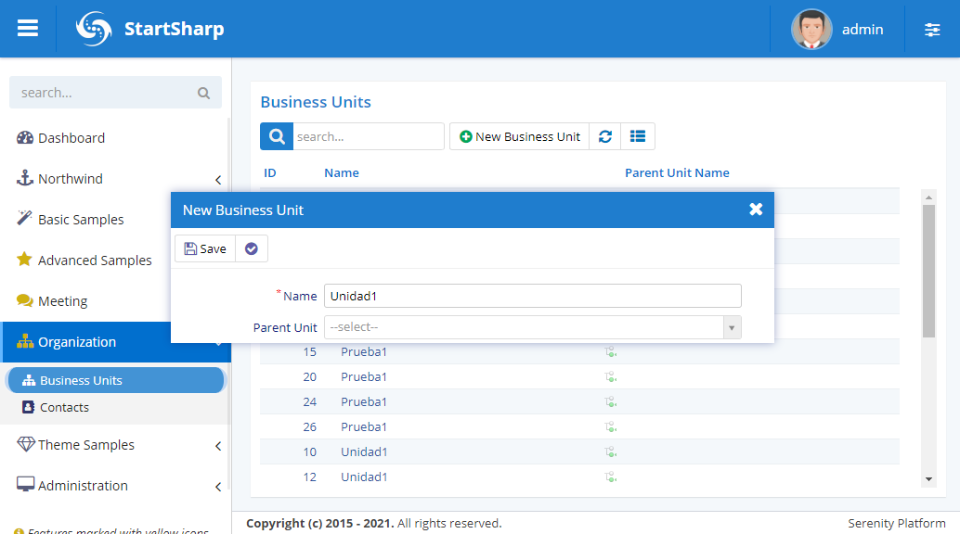 StartSharp
admin
search...
Dashboard
Northwind
Basic Samples
Advanced Samples
Meeting
Organization
Business Units
Contacts
Theme Samples
Administration
Features marked with yellow icons
Business Units
search...
New Business Unit
ID Name Parent Unit Name
New Business Unit
Save
*Name Unidad1
Parent Unit --select--
15 Prueba1
20 Prueba1
24 Prueba1
26 Prueba1
10 Unidad1
12 Unidad1
Copyright (c) 2015 - 2021. All rights reserved.
Serenity Platform